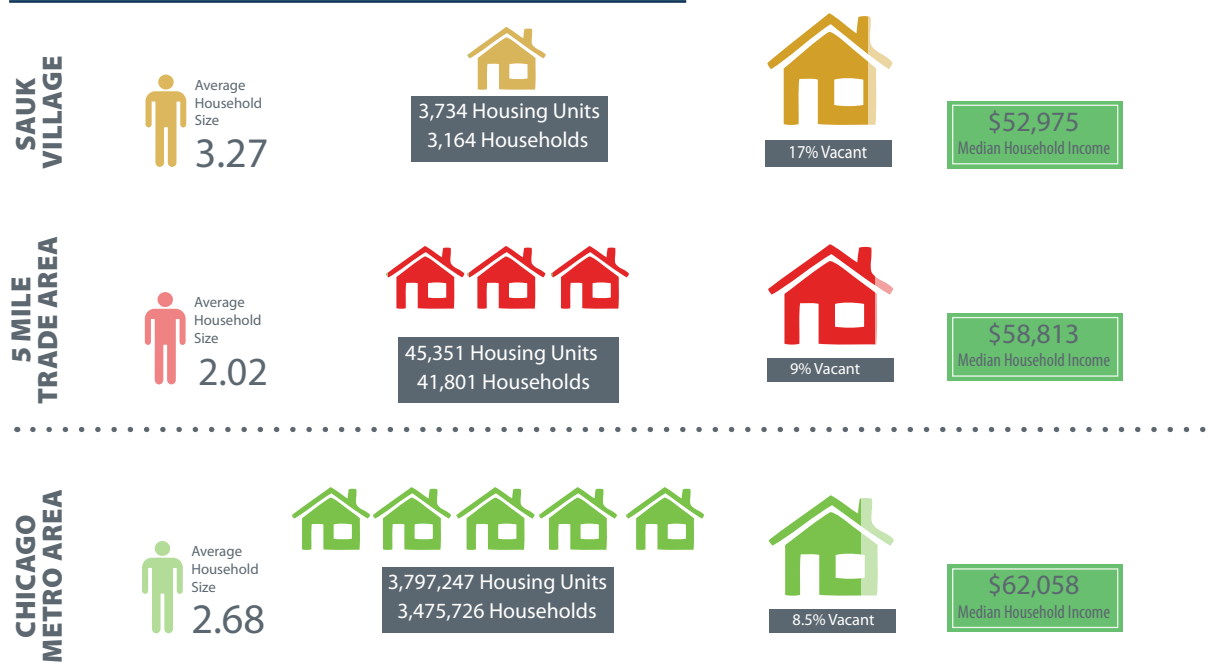 SAUK
VILLAGE
Average
Household
Size
3.27
3,734 Housing Units
3,164 Households
17% Vacant
$52,975
Median Household Income
5 MILE
TRADE AREA
Average
Household
Size
2.02
45,351 Housing Units
41,801 Households
9% Vacant
$58,813
Median Household Income
CHICAGO
METRO AREA
Average
Household
Size
2.68
3,797,247 Housing Units
3,475,726 Households
8.5% Vacant
$62,058
Median Household Income